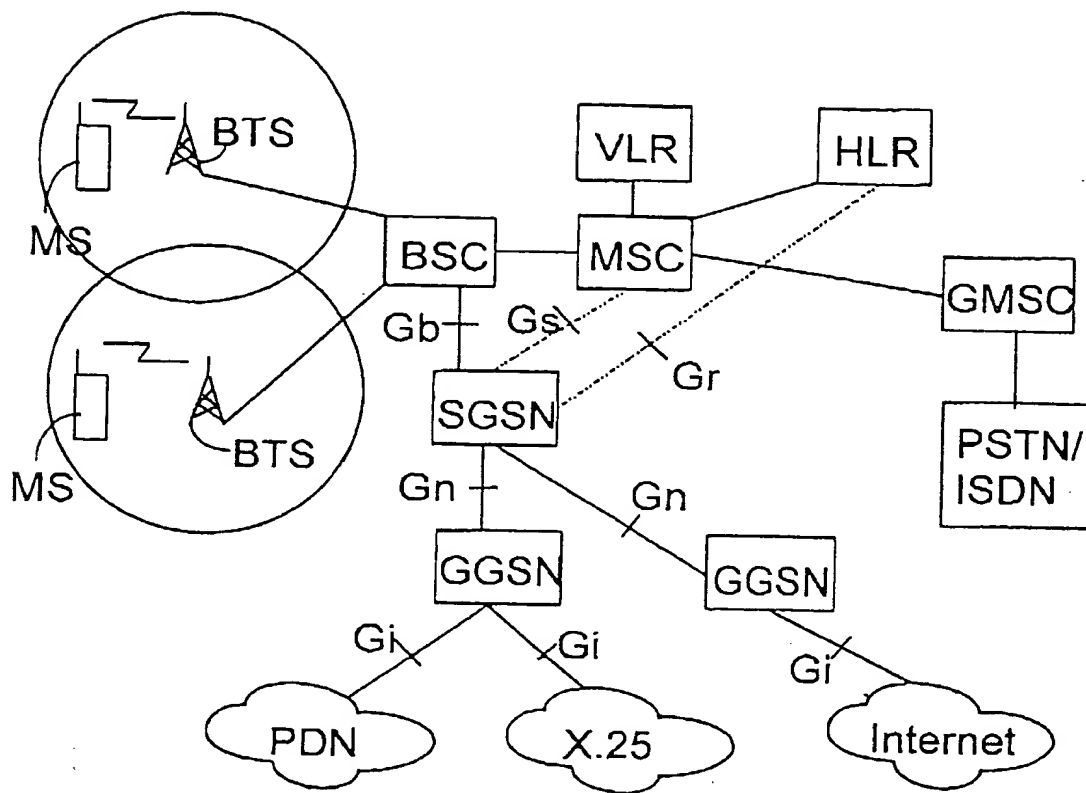 BTS
VLR
HLR
MS
BSC
MSC
GMSC
Gb
Gs
Gr
SGSN
PSTN/
ISDN
BTS
MS
Gn
Gn
GGSN
GGSN
Gi
Gi
Gi
PDN
X.25
Internet